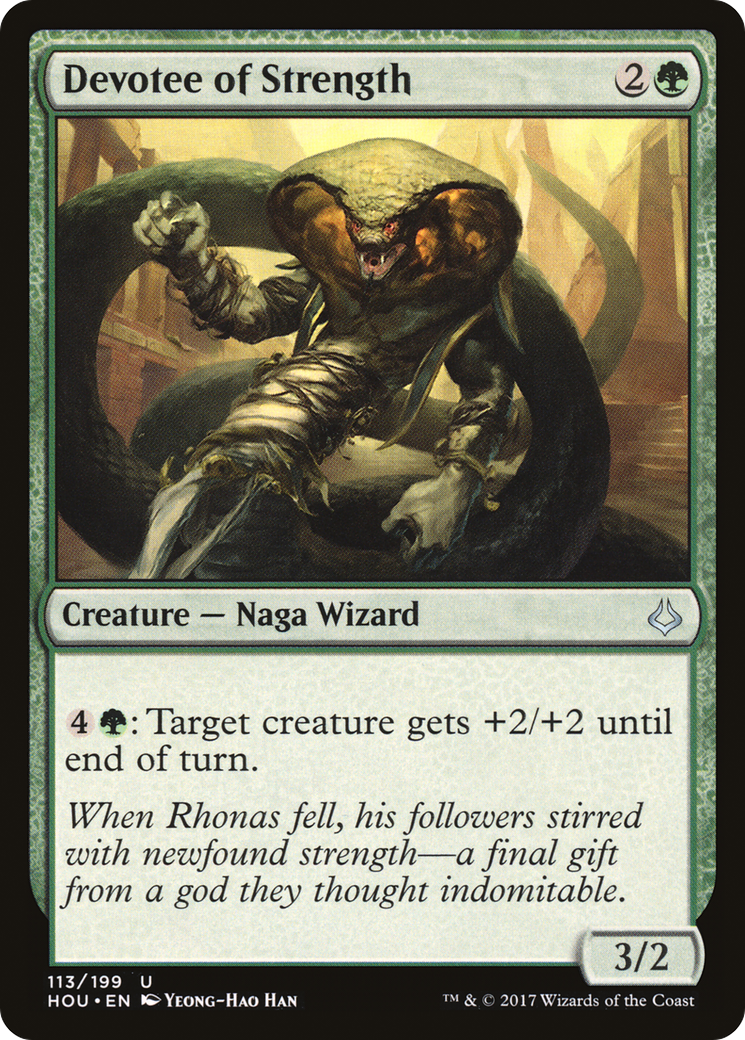 Devotee of Strength 2
Creature — Naga Wizard
4 : Target creature gets +2/+2 until
end of turn.
When Rhonas fell, his followers stirred
with newfound strength—a final gift
from a god they thought indomitable.
3/2
113/199 U
HOU • EN Yeong-Hao Han
™ & © 2017 Wizards of the Coast